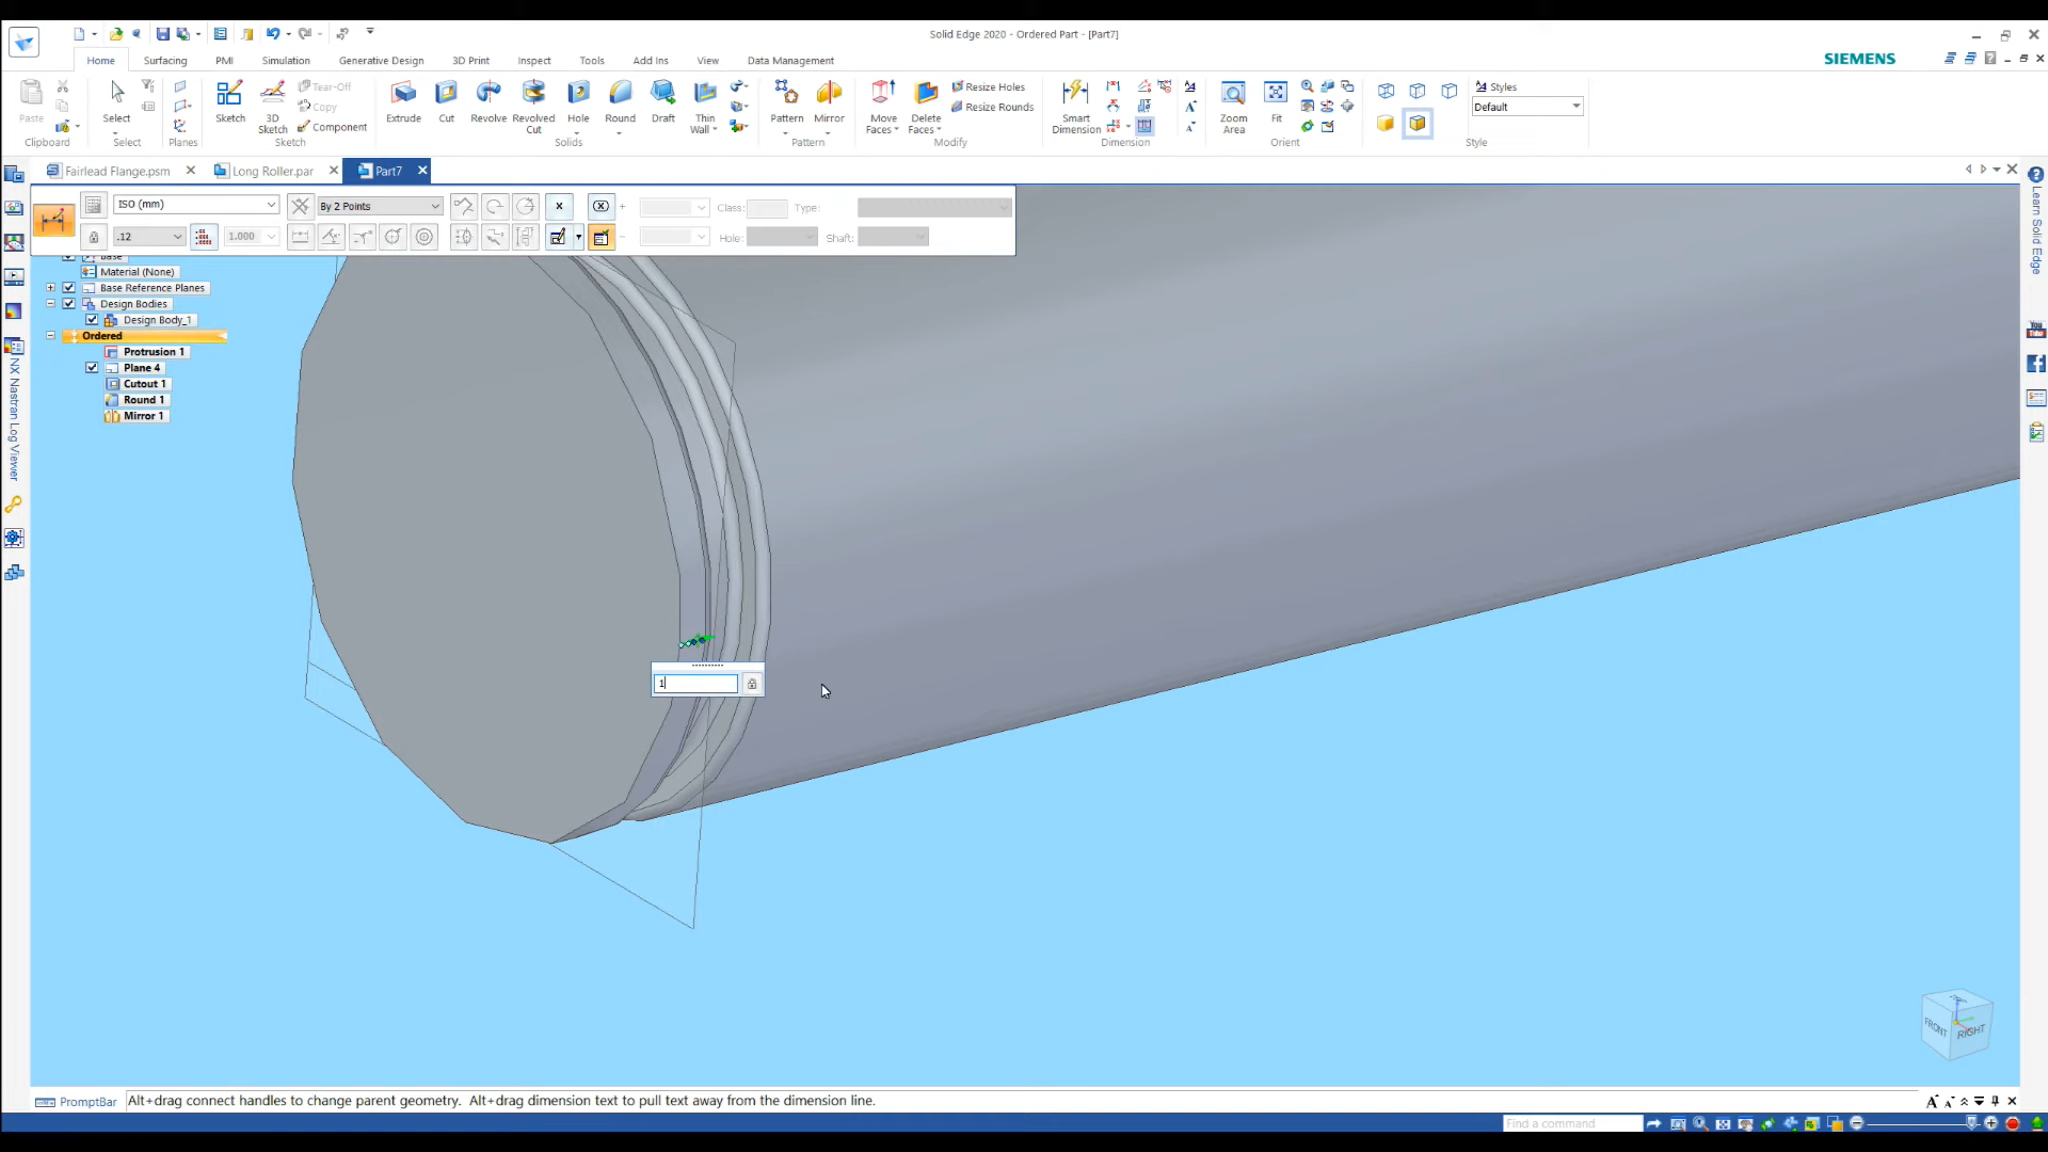 Solid Edge 2020 - Ordered Part - [Part7]
Home Surfacing PMI Simulation Generative Design 3D Print Inspect Tools Add Ins View Data Management
SIEMENS
Paste
Clipboard
Select
Select
Planes
Sketch
3D Sketch
Tear-Off
Copy
Component
Sketch
Extrude
Cut
Revolve
Revolved Cut
Hole
Round
Draft
Thin Wall
Solids
Pattern
Mirror
Pattern
Move Faces
Delete Faces
Resize Holes
Resize Rounds
Modify
Smart Dimension
Dimension
Zoom Area
Fit
Orient
Styles
Default
Style
Fairlead Flange.psm
Long Roller.par
Part7
ISO (mm)
By 2 Points
Class:
Type:
.12
1.000
Hole:
Shaft:
Base
Material (None)
Base Reference Planes
Design Bodies
Design Body_1
Ordered
Protrusion 1
Plane 4
Cutout 1
Round 1
Mirror 1
NX Nastran Log Viewer
Learn Solid Edge
You Tube
1
TOP
FRONT
RIGHT
PromptBar
Alt+drag connect handles to change parent geometry. Alt+drag dimension text to pull text away from the dimension line.
Find a command